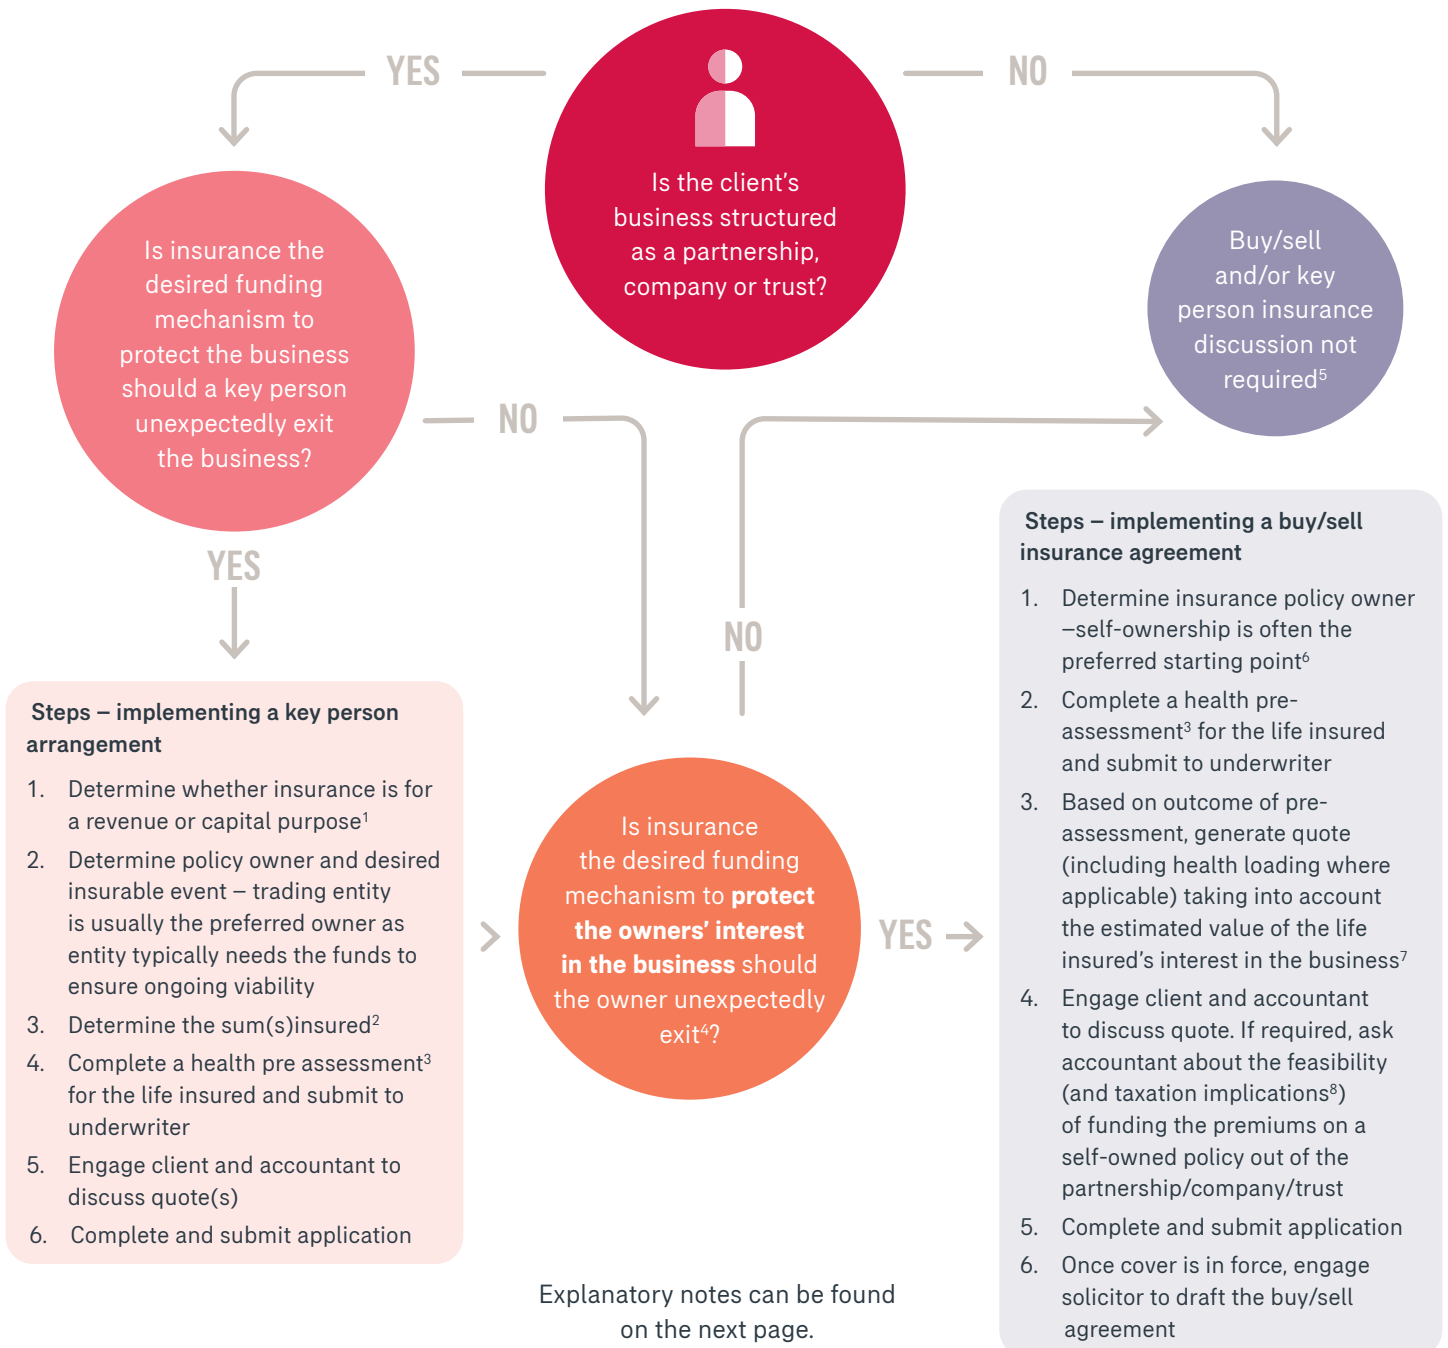 YES
NO
Is the client's
business structured
as a partnership,
company or trust?
Is insurance the
desired funding
mechanism to
protect the business
should a key person
unexpectedly exit
the business?
Buy/sell
and/or key
person insurance
discussion not
required⁵
NO
YES
NO
Steps – implementing a key person
arrangement
1. Determine whether insurance is for
a revenue or capital purpose¹
2. Determine policy owner and desired
insurable event – trading entity
is usually the preferred owner as
entity typically needs the funds to
ensure ongoing viability
3. Determine the sum(s)insured²
4. Complete a health pre assessment³
for the life insured and submit to
underwriter
5. Engage client and accountant to
discuss quote(s)
6. Complete and submit application
Is insurance
the desired funding
mechanism to protect
the owners' interest
in the business should
the owner unexpectedly
exit⁴?
YES
Steps – implementing a buy/sell
insurance agreement
1. Determine insurance policy owner
–self-ownership is often the
preferred starting point⁶
2. Complete a health pre-
assessment³ for the life insured
and submit to underwriter
3. Based on outcome of pre-
assessment, generate quote
(including health loading where
applicable) taking into account
the estimated value of the life
insured's interest in the business⁷
4. Engage client and accountant
to discuss quote. If required, ask
accountant about the feasibility
(and taxation implications⁸)
of funding the premiums on a
self-owned policy out of the
partnership/company/trust
5. Complete and submit application
6. Once cover is in force, engage
solicitor to draft the buy/sell
agreement
Explanatory notes can be found
on the next page.